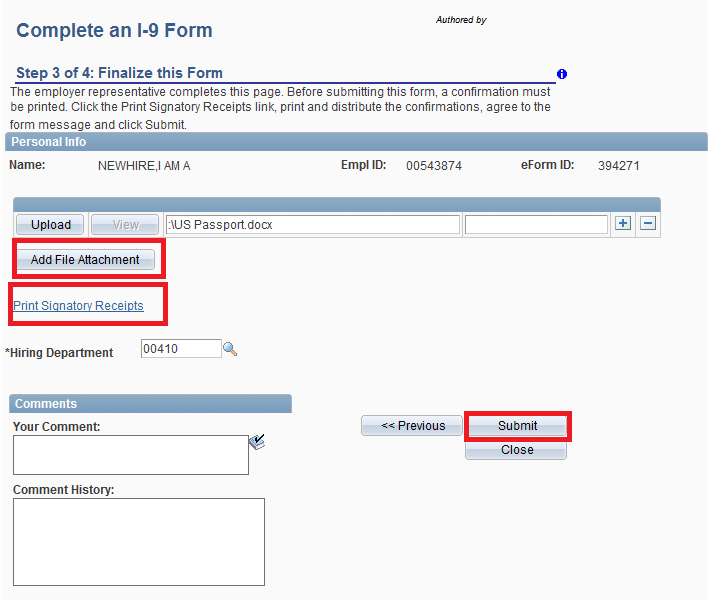 Authored by
Complete an I-9 Form
Step 3 of 4: Finalize this Form
The employer representative completes this page. Before submitting this form, a confirmation must
be printed. Click the Print Signatory Receipts link, print and distribute the confirmations, agree to the
form message and click Submit.
Personal Info
Name: NEWHIRE,I AM A Empl ID: 00543874 eForm ID: 394271
Upload View :\US Passport.docx
Add File Attachment
Print Signatory Receipts
*Hiring Department 00410
Comments
Your Comment:
<< Previous Submit
Close
Comment History: